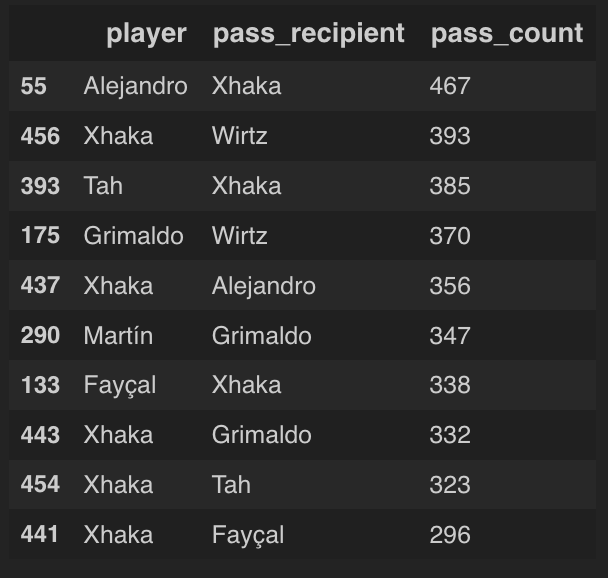 player pass_recipient pass_count
55 Alejandro Xhaka 467
456 Xhaka Wirtz 393
393 Tah Xhaka 385
175 Grimaldo Wirtz 370
437 Xhaka Alejandro 356
290 Martín Grimaldo 347
133 Fayçal Xhaka 338
443 Xhaka Grimaldo 332
454 Xhaka Tah 323
441 Xhaka Fayçal 296